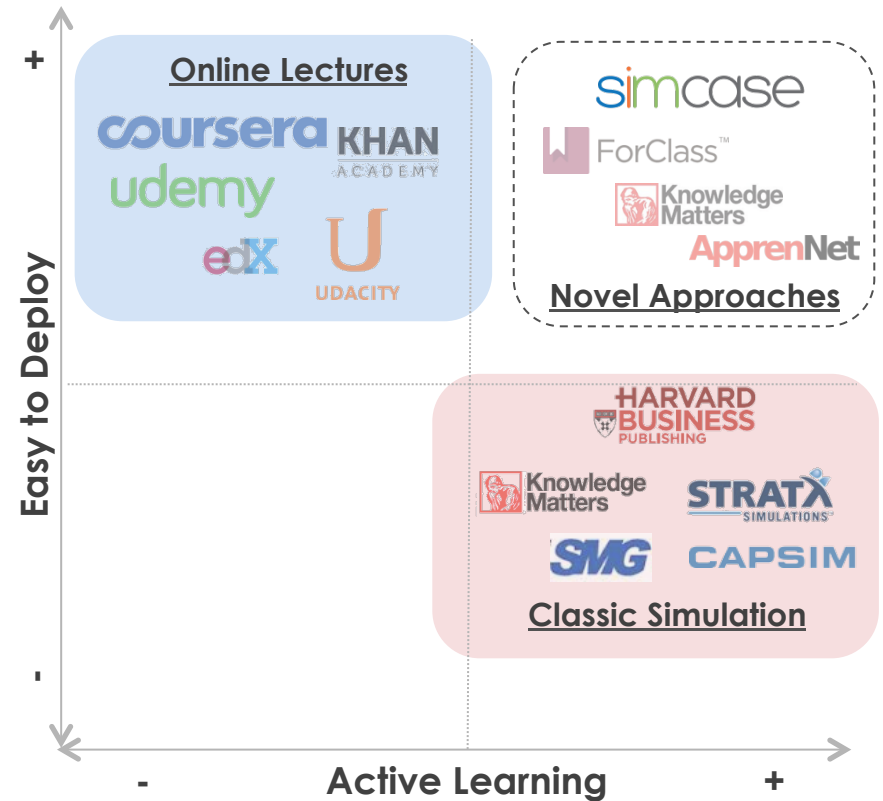 +
Online Lectures
coursera
KHAN
ACADEMY
udemy
edX
U
UDACITY
simcase
ForClass™
Knowledge
Matters
ApprenNet
Novel Approaches
Easy to Deploy
HARVARD
BUSINESS
PUBLISHING
Knowledge
Matters
STRATX
SIMULATIONS
SMG
CAPSIM
Classic Simulation
-
- Active Learning +